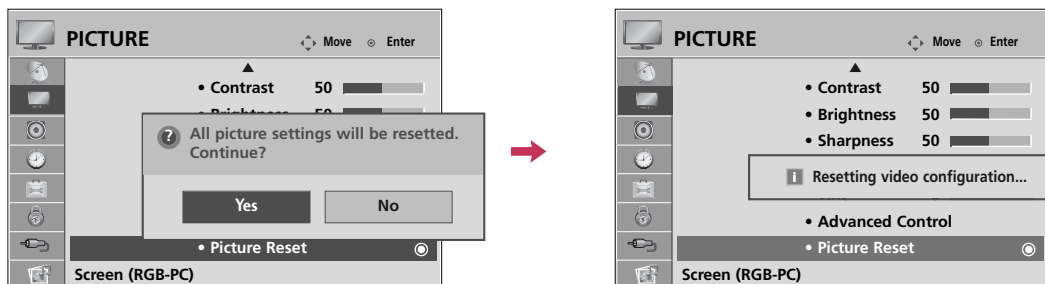 PICTURE
Move Enter
• Contrast 50
• Brightness 50
? All picture settings will be resetted.
Continue?
Yes No
• Picture Reset
Screen (RGB-PC)
PICTURE
Move Enter
• Contrast 50
• Brightness 50
• Sharpness 50
i Resetting video configuration...
• Advanced Control
• Picture Reset
Screen (RGB-PC)